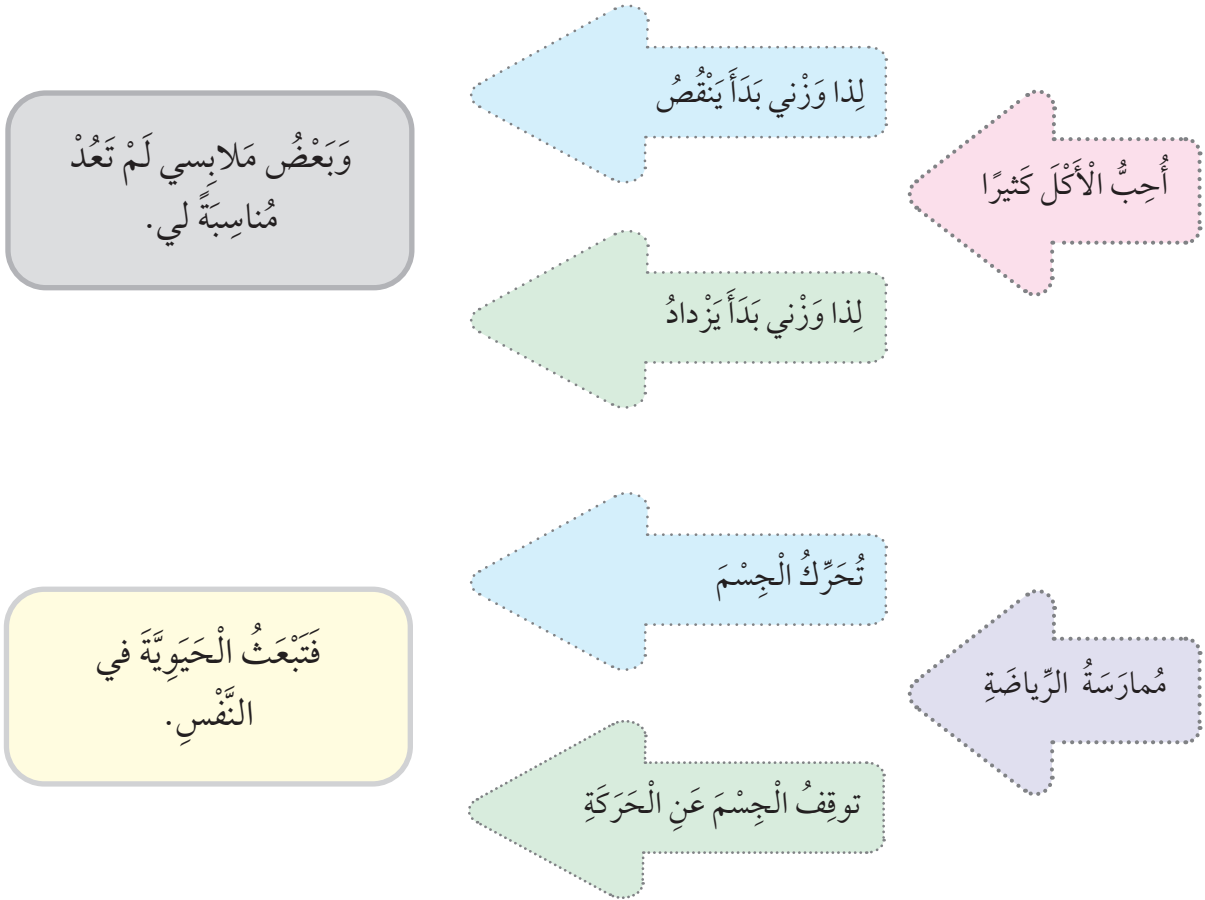 أُحِبُّ الْأَكْلَ كَثيرًا
لِذا وَزْني بَدَأَ يَنْقُصُ
لِذا وَزْني بَدَأَ يَزْدادُ
وَبَعْضُ مَلابِسي لَمْ تَعُدْ
مُناسِبَةً لي.
مُمارَسَةُ الرِّياضَةِ
تُحَرِّكُ الْجِسْمَ
توقِفُ الْجِسْمَ عَنِ الْحَرَكَةِ
فَتَبْعَثُ الْحَيَوِيَّةَ في
النَّفْسِ.